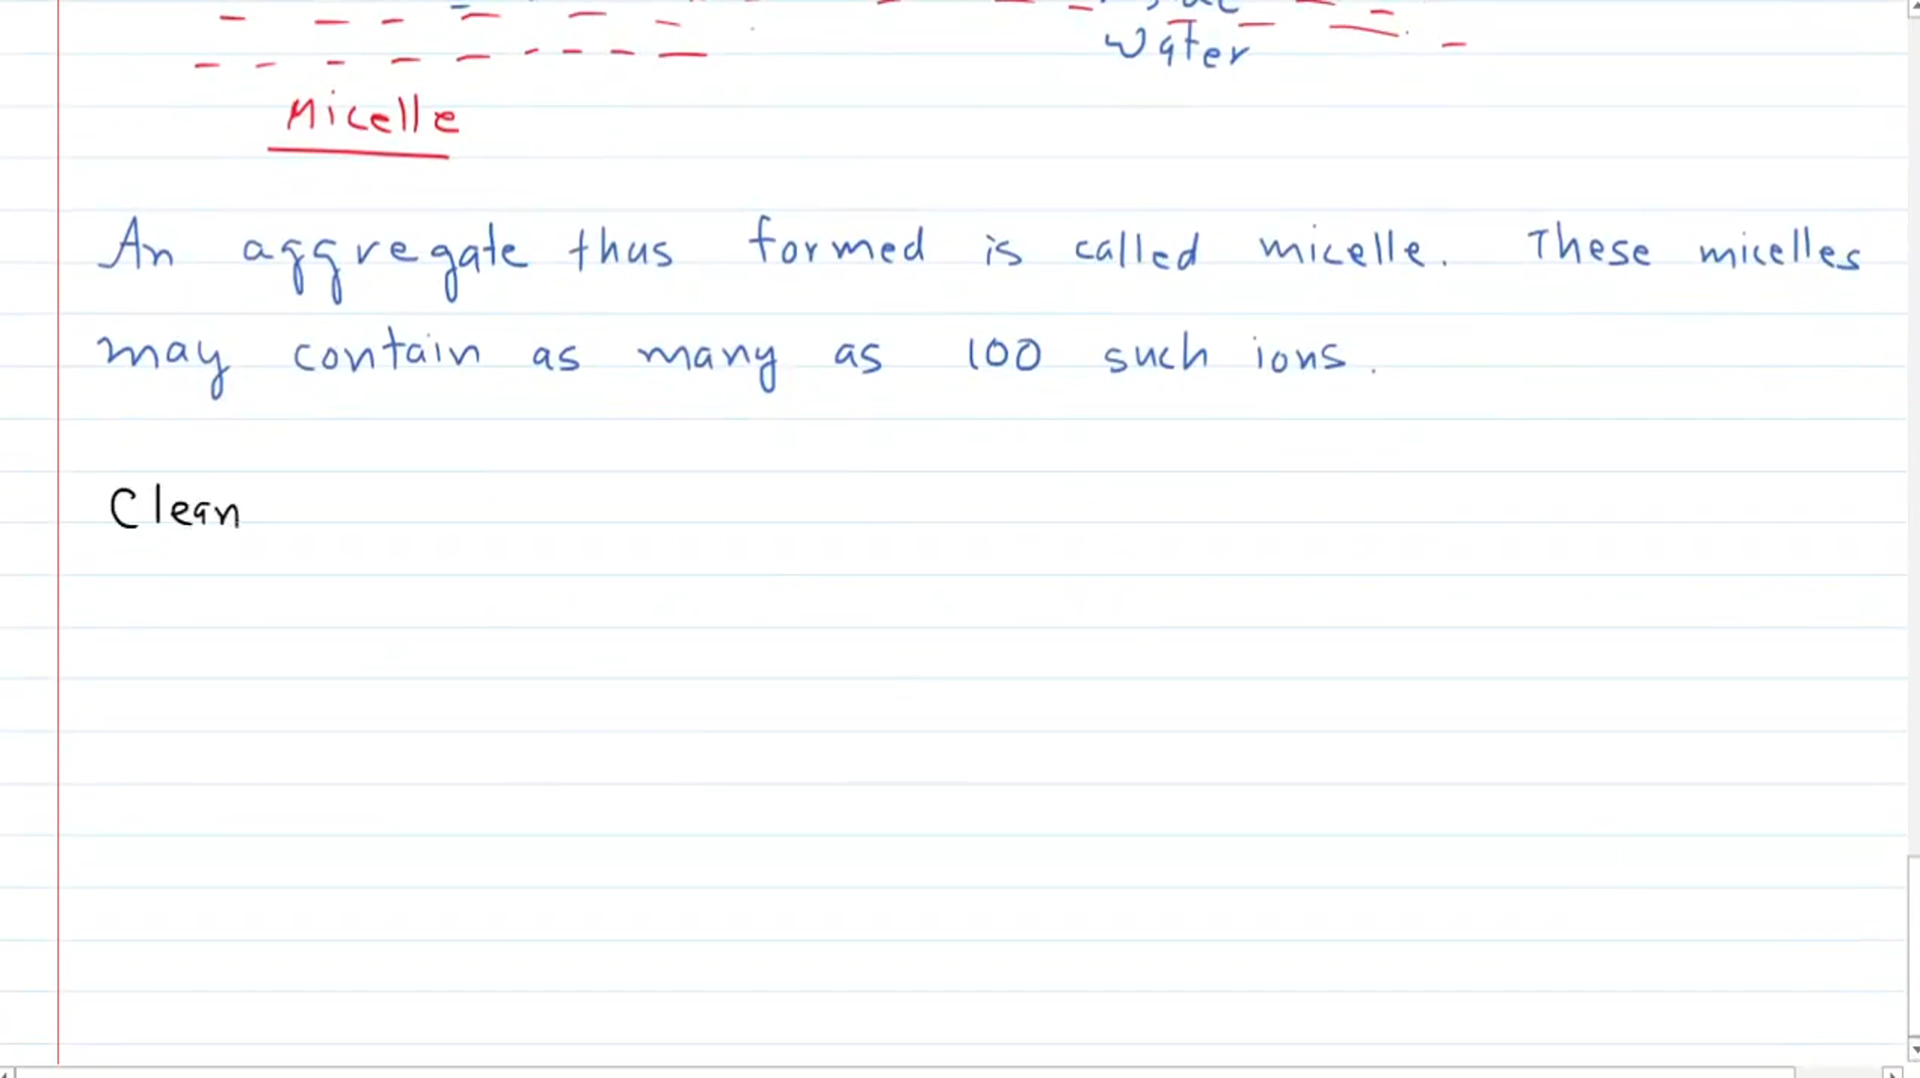 water
Micelle
An aggregate thus formed is called micelle. These micelles
may contain as many as 100 such ions.
Clean